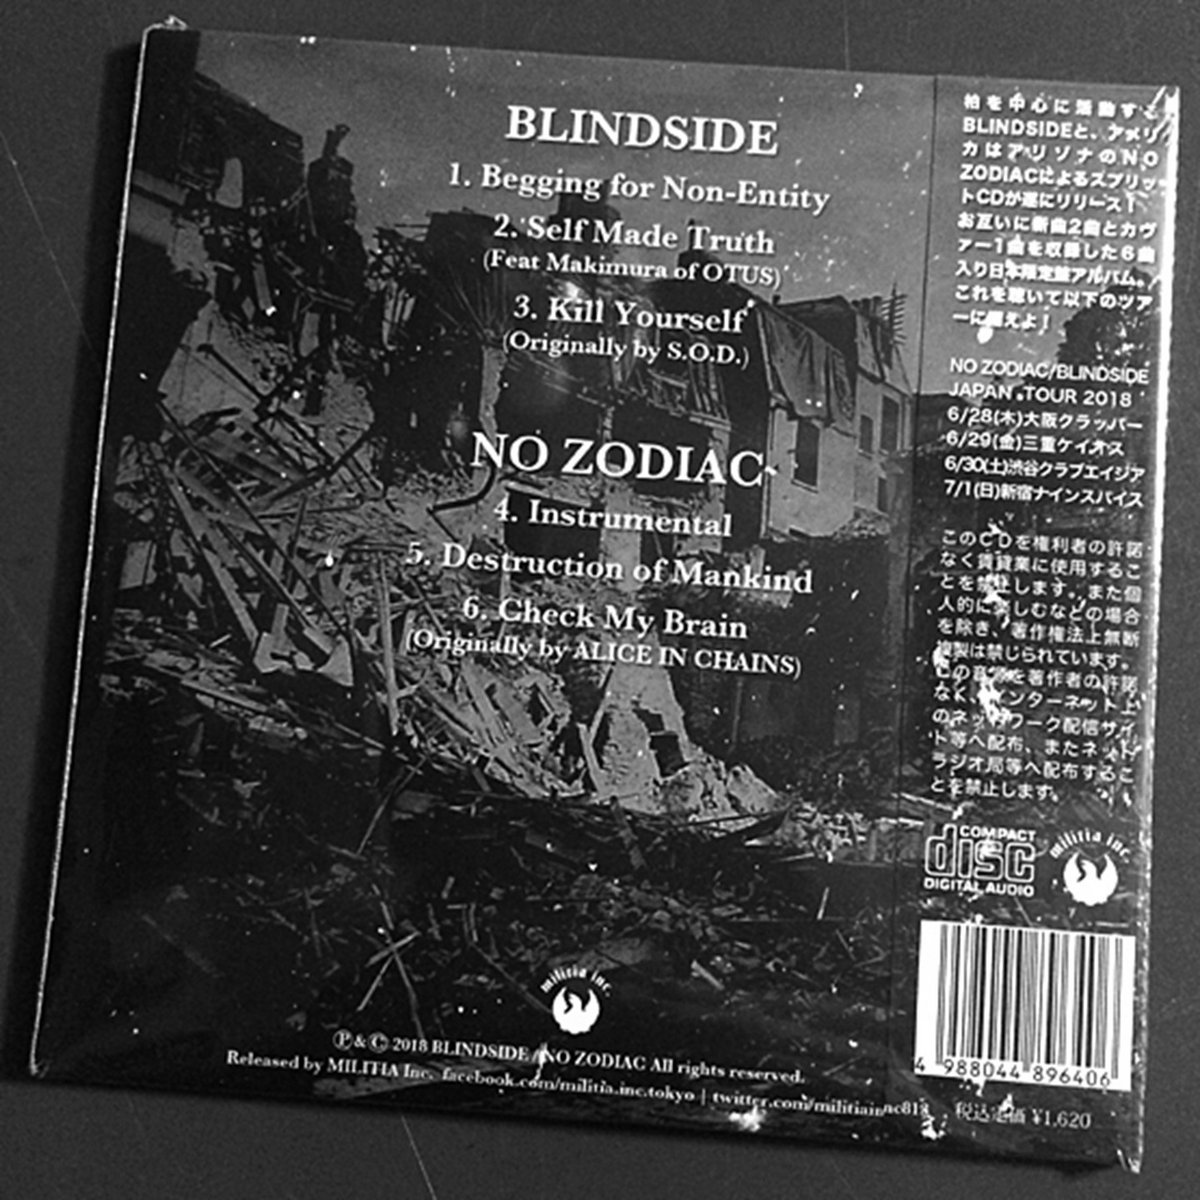 BLINDSIDE
1. Begging for Non-Entity
2. Self Made Truth
(Feat Makimura of OTUS)
3. Kill Yourself
(Originally by S.O.D.)
NO ZODIAC
4. Instrumental
5. Destruction of Mankind
6. Check My Brain
(Originally by ALICE IN CHAINS)
militia inc.
Ⓟ & © 2018 BLINDSIDE / NO ZODIAC All rights reserved.
Released by MILITIA Inc. facebook.com/militia.inc.tokyo | twitter.com/militiainc81
柏を中心に活動する
BLINDSIDEと、アメリ
カはアリゾナのNO
ZODIACによるスプリッ
トCDが遂にリリース！
お互いに新曲2曲とカヴ
ァー1曲を収録した6曲
入り日本限定盤アルバム。
これを聴いて以下のツア
ーに備えよ！
NO ZODIAC/BLINDSIDE
JAPAN TOUR 2018
6/28(木)大阪クラッパー
6/29(金)三重ケイオス
6/30(土)渋谷クラブエイジア
7/1(日)新宿ナインスパイス
このCDを権利者の許諾
なく賃貸業に使用するこ
とを禁止します。また個
人的に楽しむなどの場合
を除き、著作権法上無断
複製は禁じられています。
この音源を著作者の許諾
なく、インターネット上
のネットワーク配信サイ
ト等へ配布、またネット
ラジオ局等へ配布するこ
とを禁止します。
COMPACT
disc
DIGITAL AUDIO
militia inc.
4 988044 896406
税込定価 ¥1,620